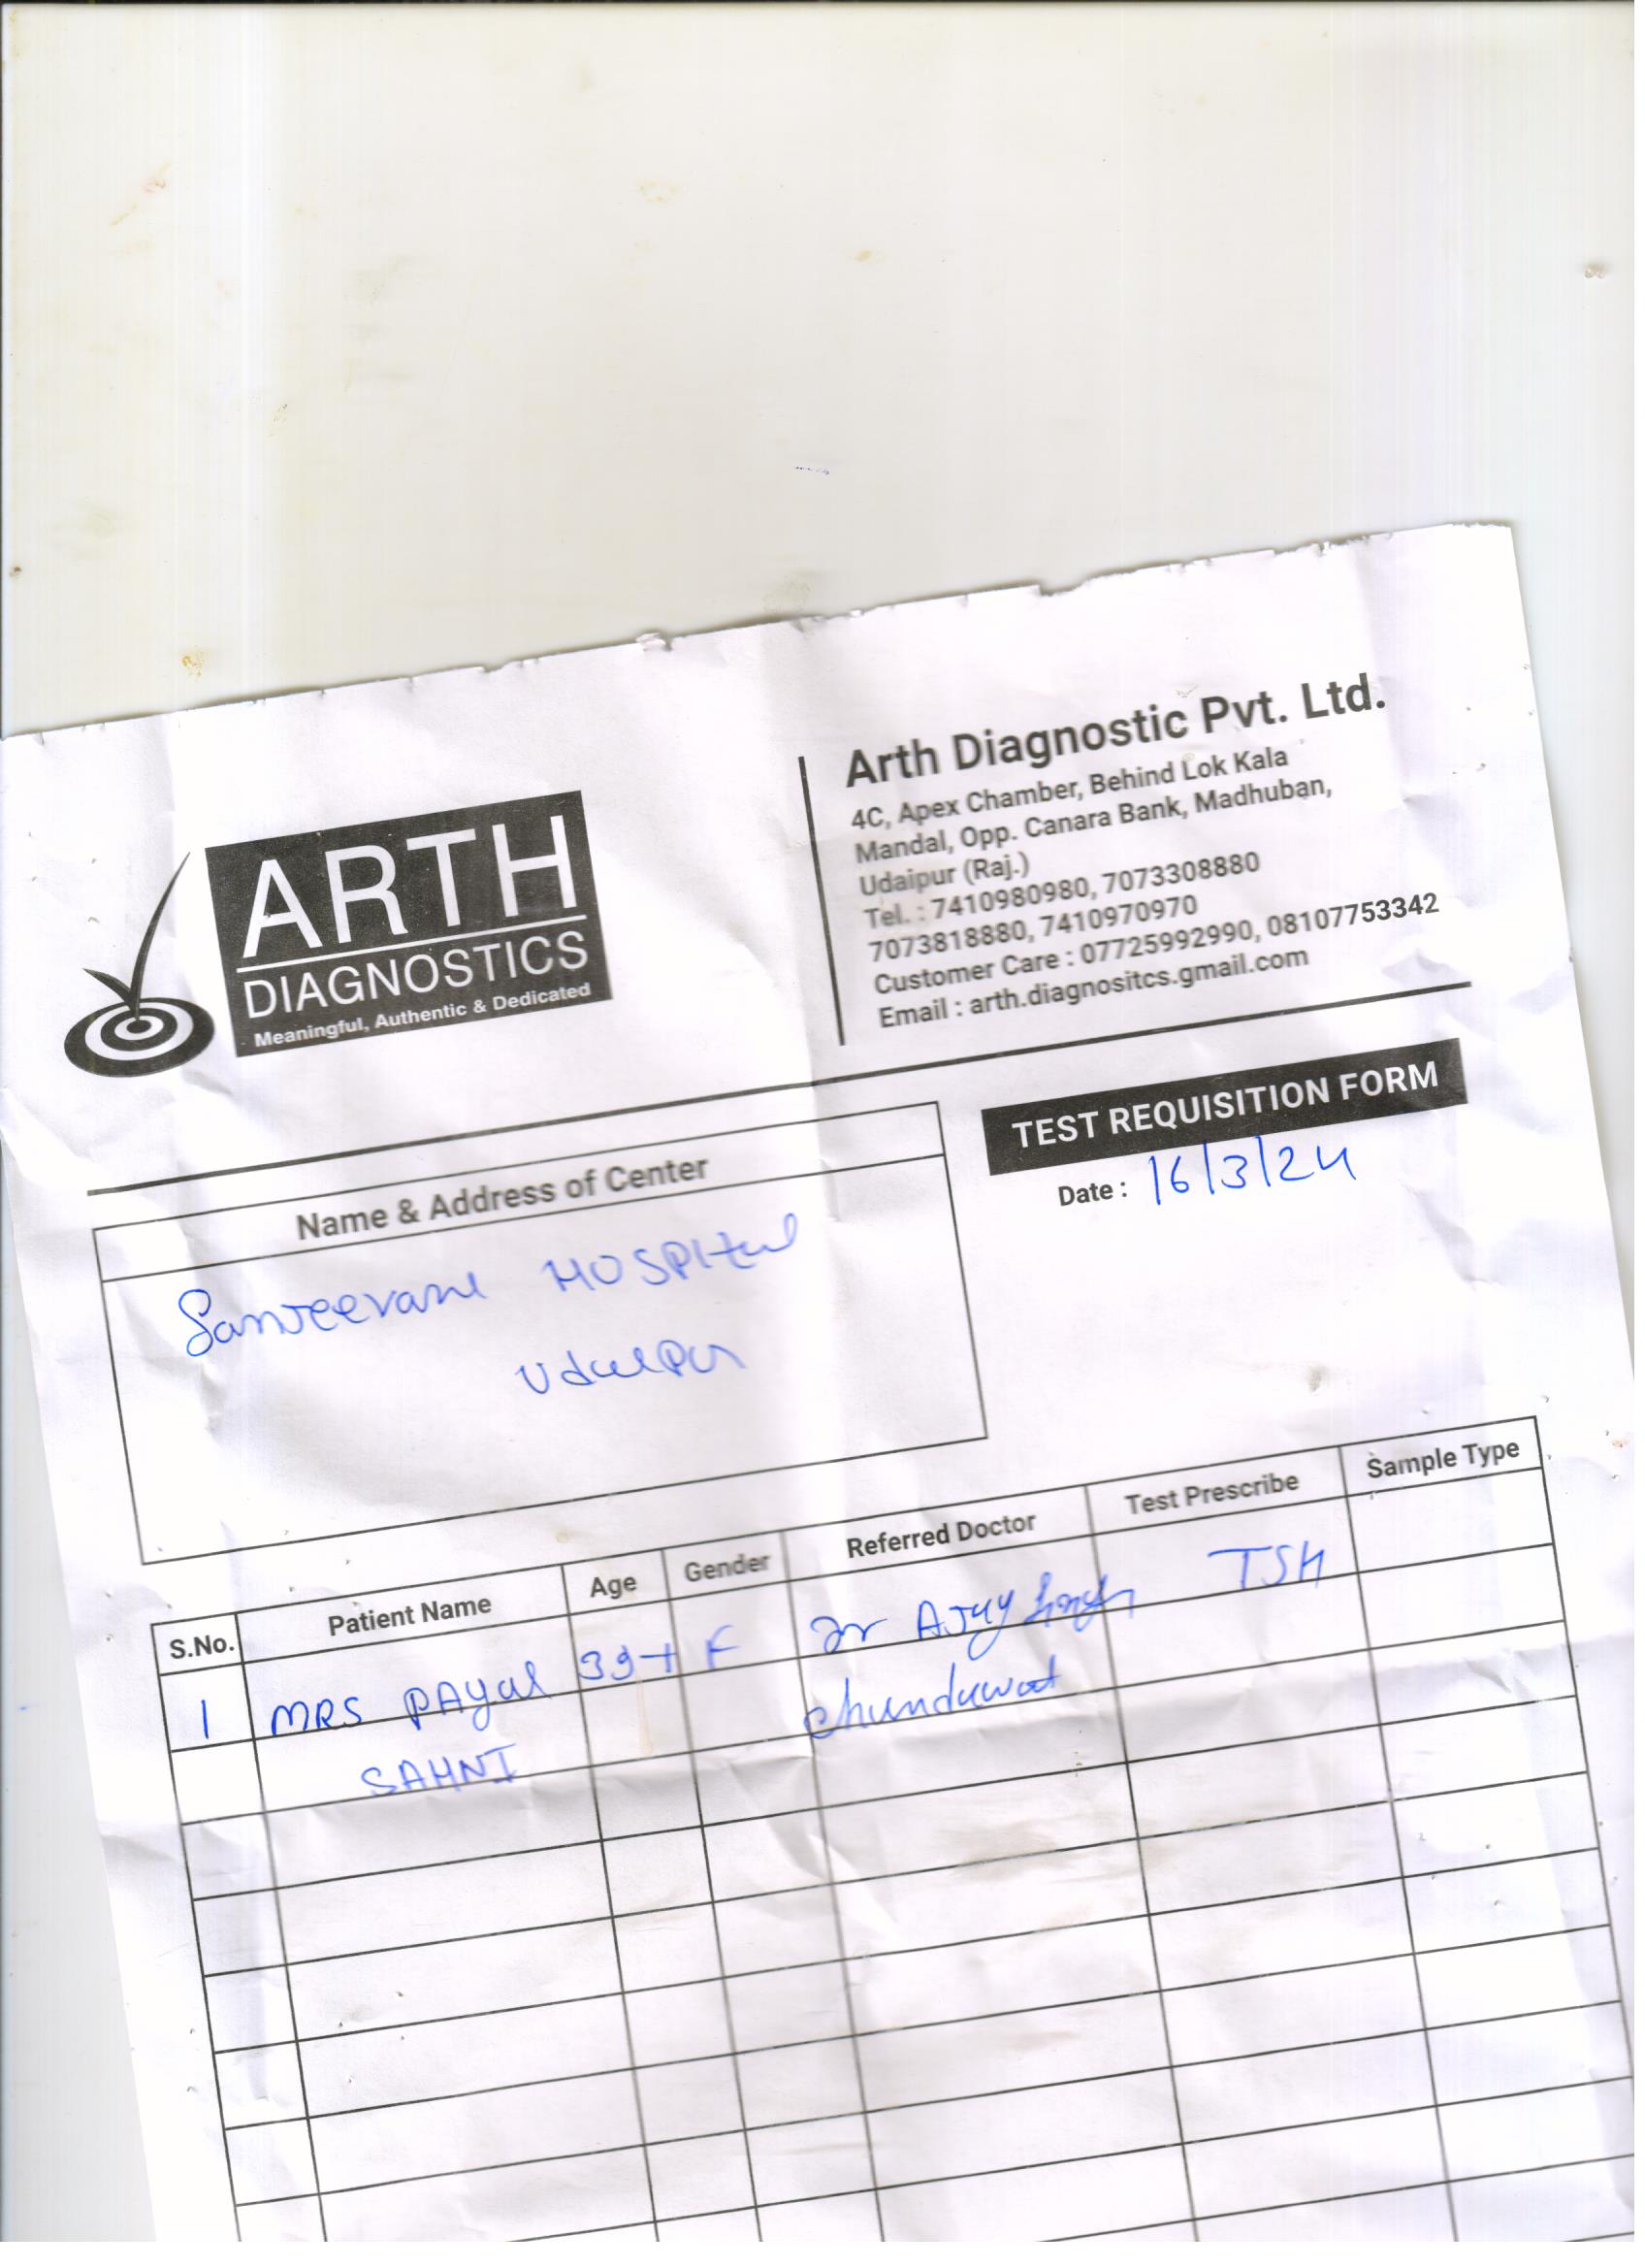 ARTH
DIAGNOSTICS
Meaningful, Authentic & Dedicated
Arth Diagnostic Pvt. Ltd.
4C, Apex Chamber, Behind Lok Kala
Mandal, Opp. Canara Bank, Madhuban,
Udaipur (Raj.)
Tel. : 7410980980, 7073308880
7073818880, 7410970970
Customer Care : 07725992990, 08107753342
Email : arth.diagnositcs.gmail.com
TEST REQUISITION FORM
Date : 16/3/24
Name & Address of Center
Sanjeevani HOSPItal
Udaipur
S.No. Patient Name Age Gender Referred Doctor Test Prescribe Sample Type
1 MRS PAyal 39 F Dr AJay Singh TSH
SAHNI chundawat